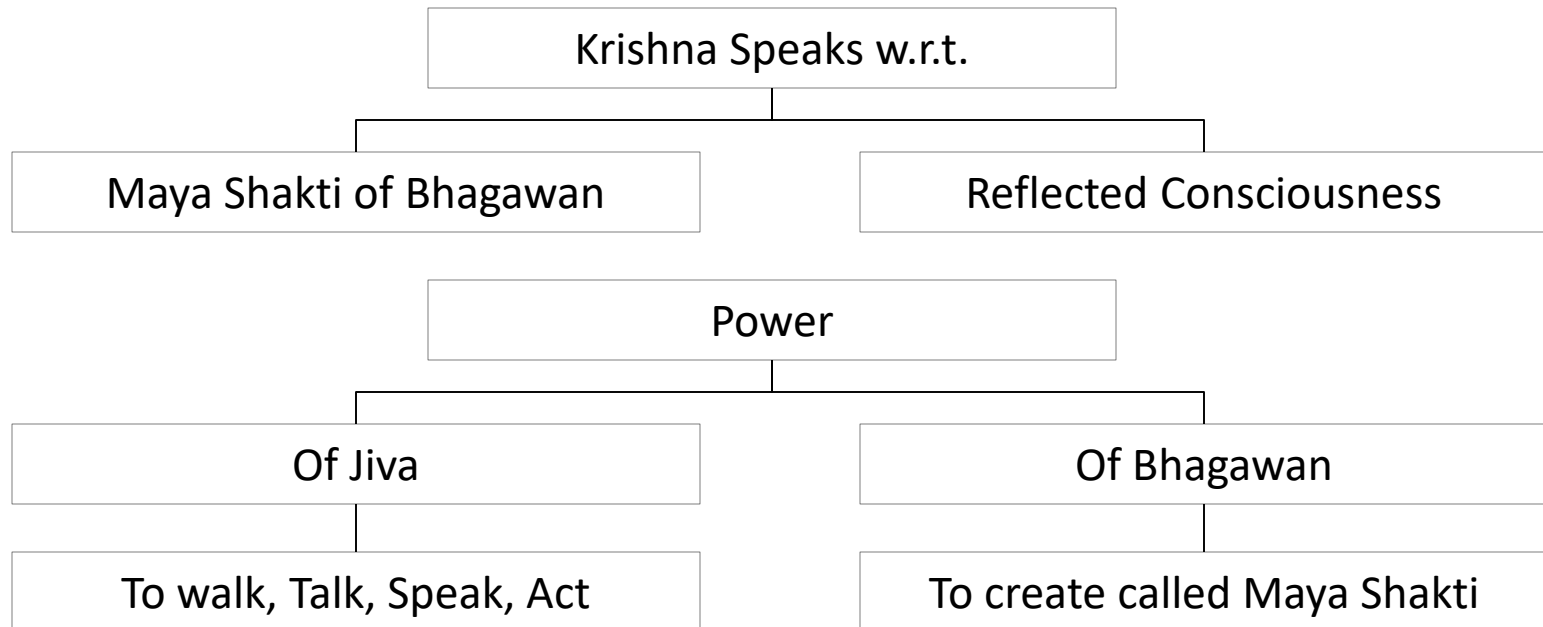 Krishna Speaks w.r.t.
Maya Shakti of Bhagawan
Reflected Consciousness
Power
Of Jiva
Of Bhagawan
To walk, Talk, Speak, Act
To create called Maya Shakti